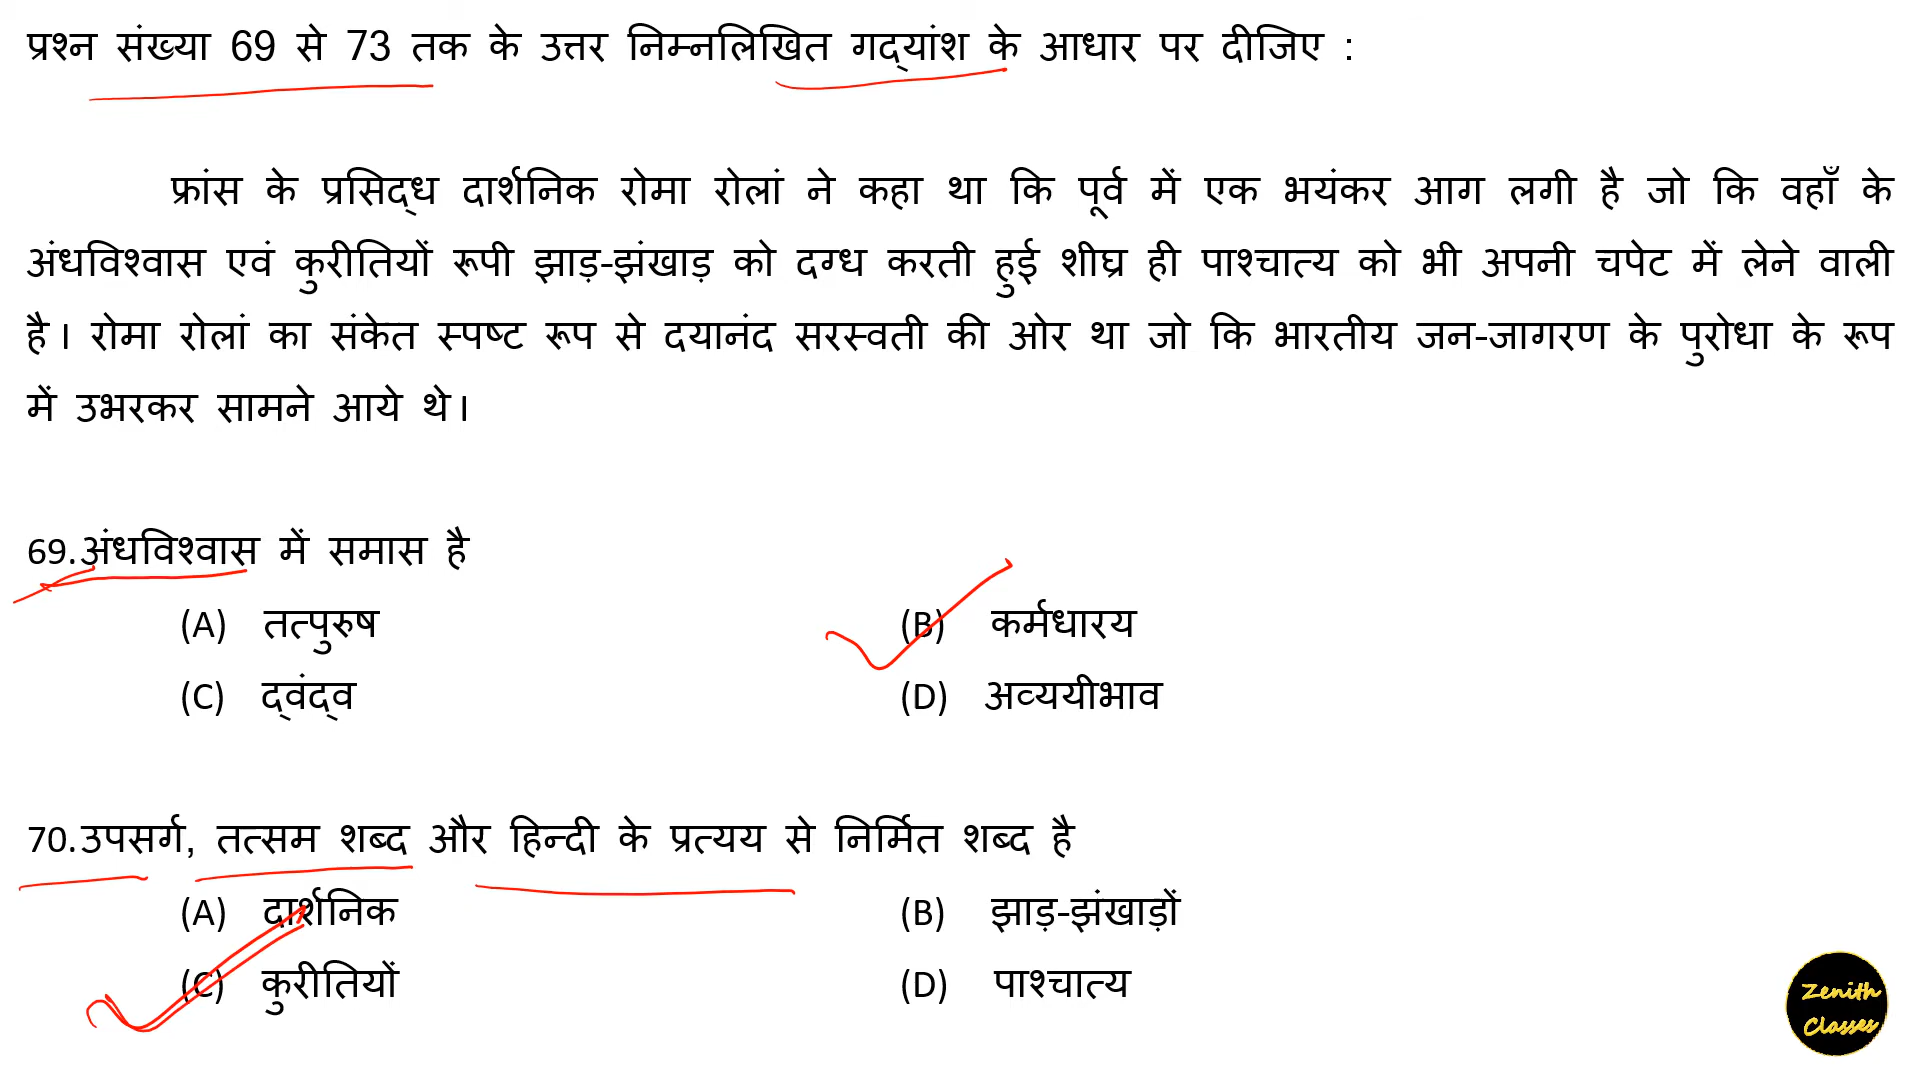 प्रश्न संख्या 69 से 73 तक के उत्तर निम्नलिखित गद्यांश के आधार पर दीजिए :
फ्रांस के प्रसिद्ध दार्शनिक रोमा रोलां ने कहा था कि पूर्व में एक भयंकर आग लगी है जो कि वहाँ के
अंधविश्वास एवं कुरीतियों रूपी झाड़-झंखाड़ को दग्ध करती हुई शीघ्र ही पाश्चात्य को भी अपनी चपेट में लेने वाली
है। रोमा रोलां का संकेत स्पष्ट रूप से दयानंद सरस्वती की ओर था जो कि भारतीय जन-जागरण के पुरोधा के रूप
में उभरकर सामने आये थे।
69.अंधविश्वास में समास है
(A) तत्पुरुष (B) कर्मधारय
(C) द्वंद्व (D) अव्ययीभाव
70.उपसर्ग, तत्सम शब्द और हिन्दी के प्रत्यय से निर्मित शब्द है
(A) दार्शनिक (B) झाड़-झंखाड़ों
(C) कुरीतियों (D) पाश्चात्य
Zenith
Classes